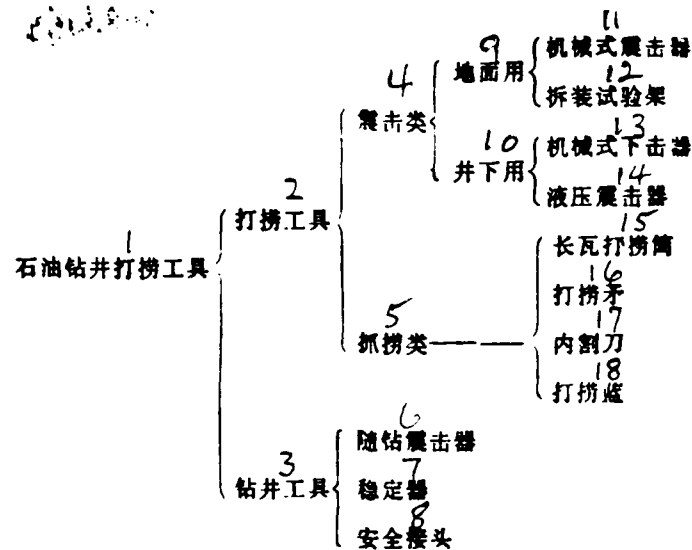 11
9 机械式震击器
4 地面用 12
震击类 拆装试验架
10 13
井下用 机械式下击器
2 14
打捞工具 液压震击器
1 15
石油钻井打捞工具 长瓦打捞筒
16
打捞矛
5 17
抓捞类 内割刀
18
打捞篮
6
随钻震击器
3 7
钻井工具 稳定器
8
安全接头